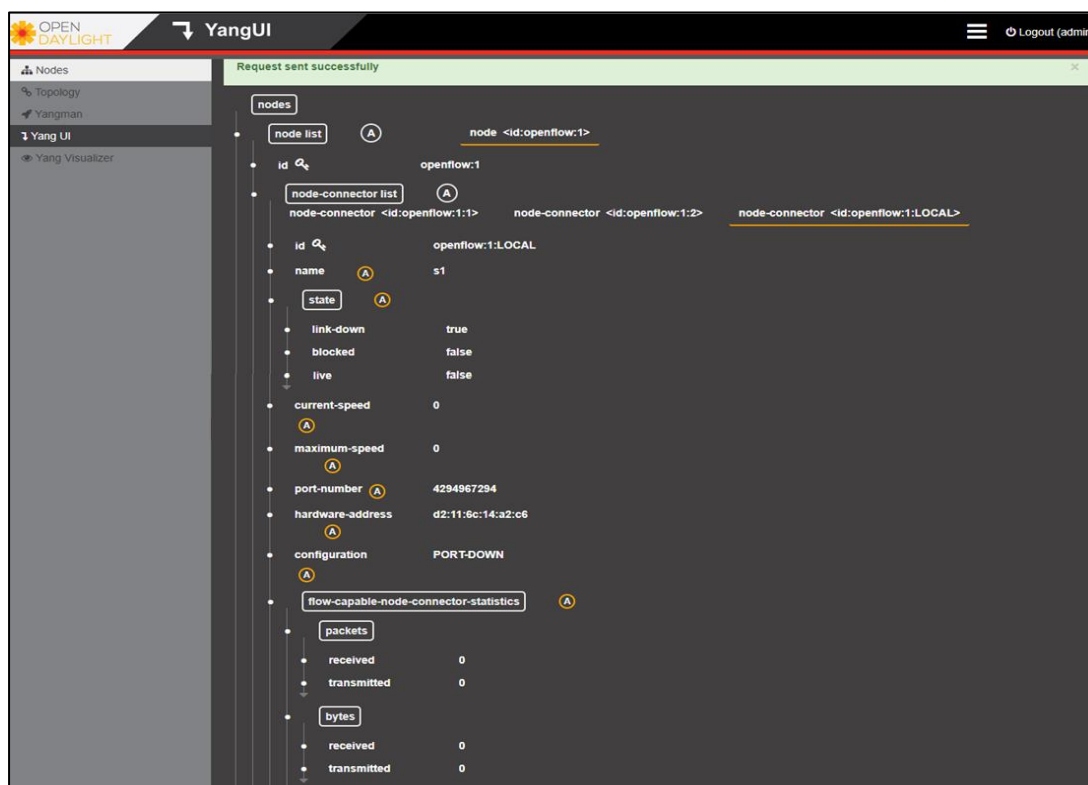 OPEN
DAYLIGHT
YangUI
Logout (admin
Nodes
Topology
Yangman
Yang UI
Yang Visualizer
Request sent successfully ×
nodes
node list A node <id:openflow:1>
id openflow:1
node-connector list A
node-connector <id:openflow:1:1> node-connector <id:openflow:1:2> node-connector <id:openflow:1:LOCAL>
id openflow:1:LOCAL
name A s1
state A
link-down true
blocked false
live false
current-speed 0
A
maximum-speed 0
A
port-number A 4294967294
hardware-address d2:11:6c:14:a2:c6
A
configuration PORT-DOWN
A
flow-capable-node-connector-statistics A
packets
received 0
transmitted 0
bytes
received 0
transmitted 0